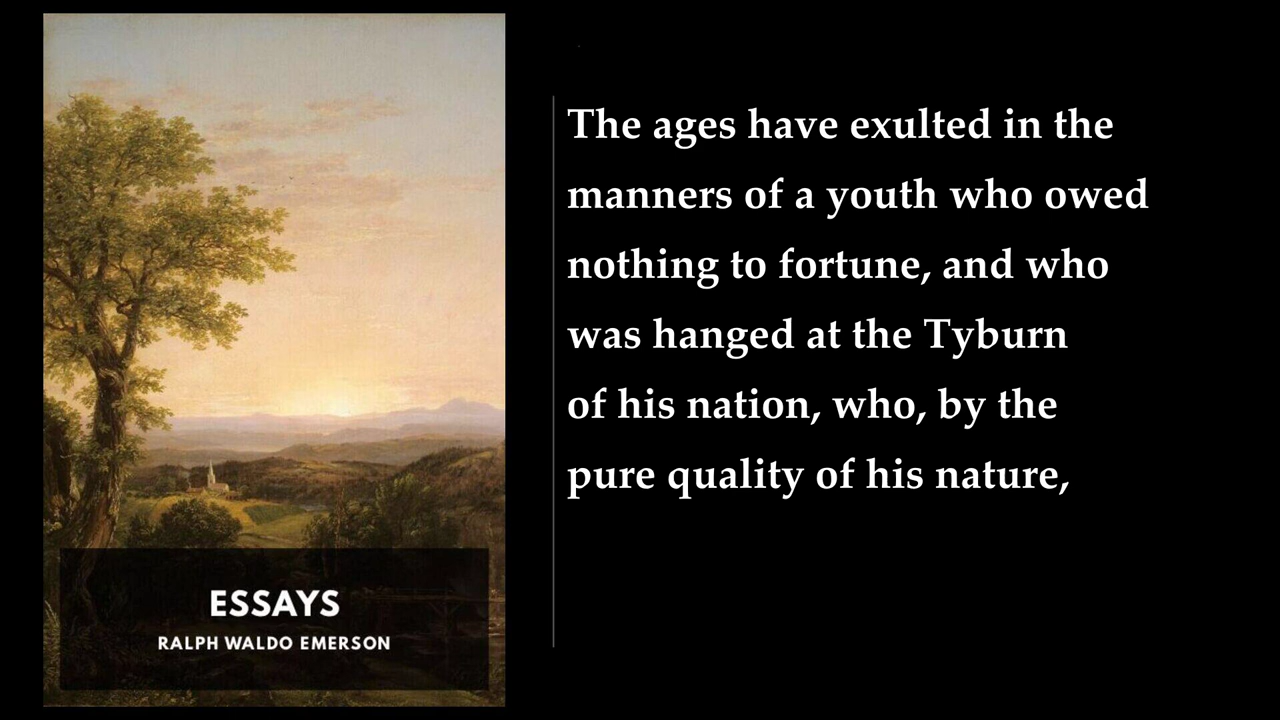 ESSAYS
RALPH WALDO EMERSON
The ages have exulted in the
manners of a youth who owed
nothing to fortune, and who
was hanged at the Tyburn
of his nation, who, by the
pure quality of his nature,